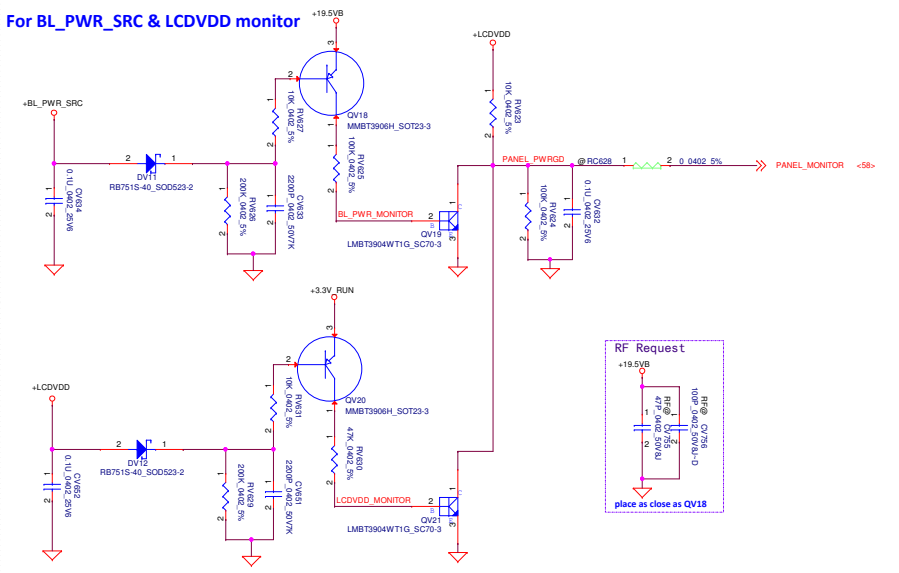 For BL_PWR_SRC & LCDVDD monitor
+19.5VB
3
2
1
QV18
MMBT3906H_SOT23-3
+LCDVDD
1
RV623
10K_0402_5%
2
+BL_PWR_SRC
1
CV634
0.1U_0402_25V6
2
2
1
DV11
RB751S-40_SOD523-2
1
RV627
10K_0402_5%
2
1
RV626
200K_0402_5%
2
1
CV633
2200P_0402_50V7K
2
1
RV625
100K_0402_5%
2
BL_PWR_MONITOR
2
1
3
QV19
LMBT3904WT1G_SC70-3
PANEL_PWRGD
@ RC628
1
2
0_0402_5%
PANEL_MONITOR
<58>
1
RV624
100K_0402_5%
2
1
CV632
0.1U_0402_25V6
2
+3.3V_RUN
3
2
1
QV20
MMBT3906H_SOT23-3
+LCDVDD
1
CV652
0.1U_0402_25V6
2
2
1
DV12
RB751S-40_SOD523-2
1
RV631
10K_0402_5%
2
1
RV629
200K_0402_5%
2
1
CV651
2200P_0402_50V7K
2
1
RV630
47K_0402_5%
2
LCDVDD_MONITOR
2
1
3
QV21
LMBT3904WT1G_SC70-3
RF Request
+19.5VB
1
RF@ CV755
47P_0402_50V8J
2
1
RF@ CV756
100P_0402_50V8J~D
2
place as close as QV18